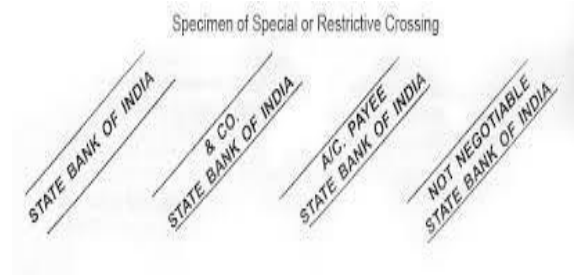 Specimen of Special or Restrictive Crossing
STATE BANK OF INDIA
& CO.
STATE BANK OF INDIA
A/C. PAYEE
STATE BANK OF INDIA
NOT NEGOTIABLE
STATE BANK OF INDIA